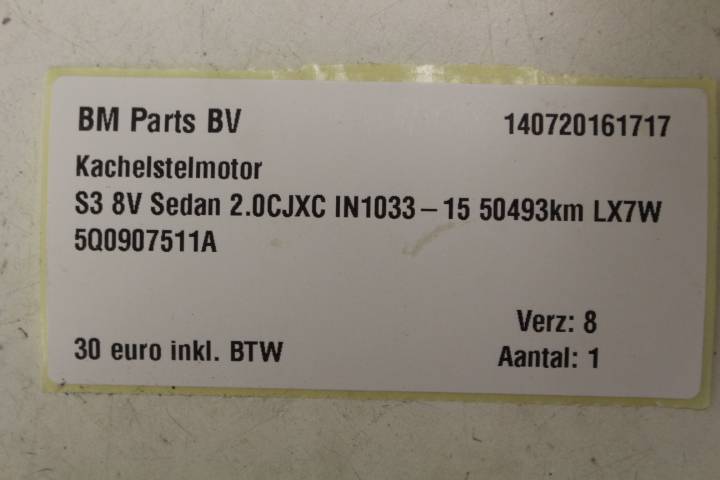 BM Parts BV 140720161717
Kachelstelmotor
S3 8V Sedan 2.0CJXC IN1033-15 50493km LX7W
5Q0907511A
Verz: 8
30 euro inkl. BTW Aantal: 1